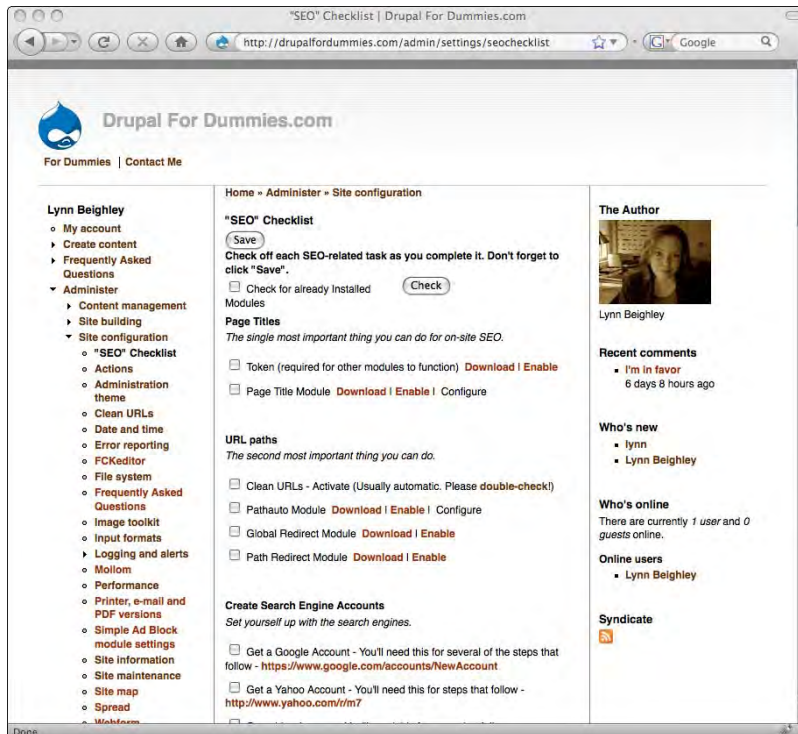 "SEO" Checklist | Drupal For Dummies.com
http://drupalfordummies.com/admin/settings/seochecklist
Google
Drupal For Dummies.com
For Dummies | Contact Me
Lynn Beighley
My account
Create content
Frequently Asked
Questions
Administer
Content management
Site building
Site configuration
"SEO" Checklist
Actions
Administration
theme
Clean URLs
Date and time
Error reporting
FCKeditor
File system
Frequently Asked
Questions
Image toolkit
Input formats
Logging and alerts
Mollom
Performance
Printer, e-mail and
PDF versions
Simple Ad Block
module settings
Site information
Site maintenance
Site map
Spread
Webform
Home » Administer » Site configuration
"SEO" Checklist
Save
Check off each SEO-related task as you complete it. Don't forget to
click "Save".
Check for already Installed
Modules
Check
Page Titles
The single most important thing you can do for on-site SEO.
Token (required for other modules to function) Download | Enable
Page Title Module Download | Enable | Configure
URL paths
The second most important thing you can do.
Clean URLs - Activate (Usually automatic. Please double-check!)
Pathauto Module Download | Enable | Configure
Global Redirect Module Download | Enable
Path Redirect Module Download | Enable
Create Search Engine Accounts
Set yourself up with the search engines.
Get a Google Account - You'll need this for several of the steps that
follow - https://www.google.com/accounts/NewAccount
Get a Yahoo Account - You'll need this for steps that follow -
http://www.yahoo.com/r/m7
The Author
Lynn Beighley
Recent comments
I'm in favor
6 days 8 hours ago
Who's new
lynn
Lynn Beighley
Who's online
There are currently 1 user and 0
guests online.
Online users
Lynn Beighley
Syndicate
Done